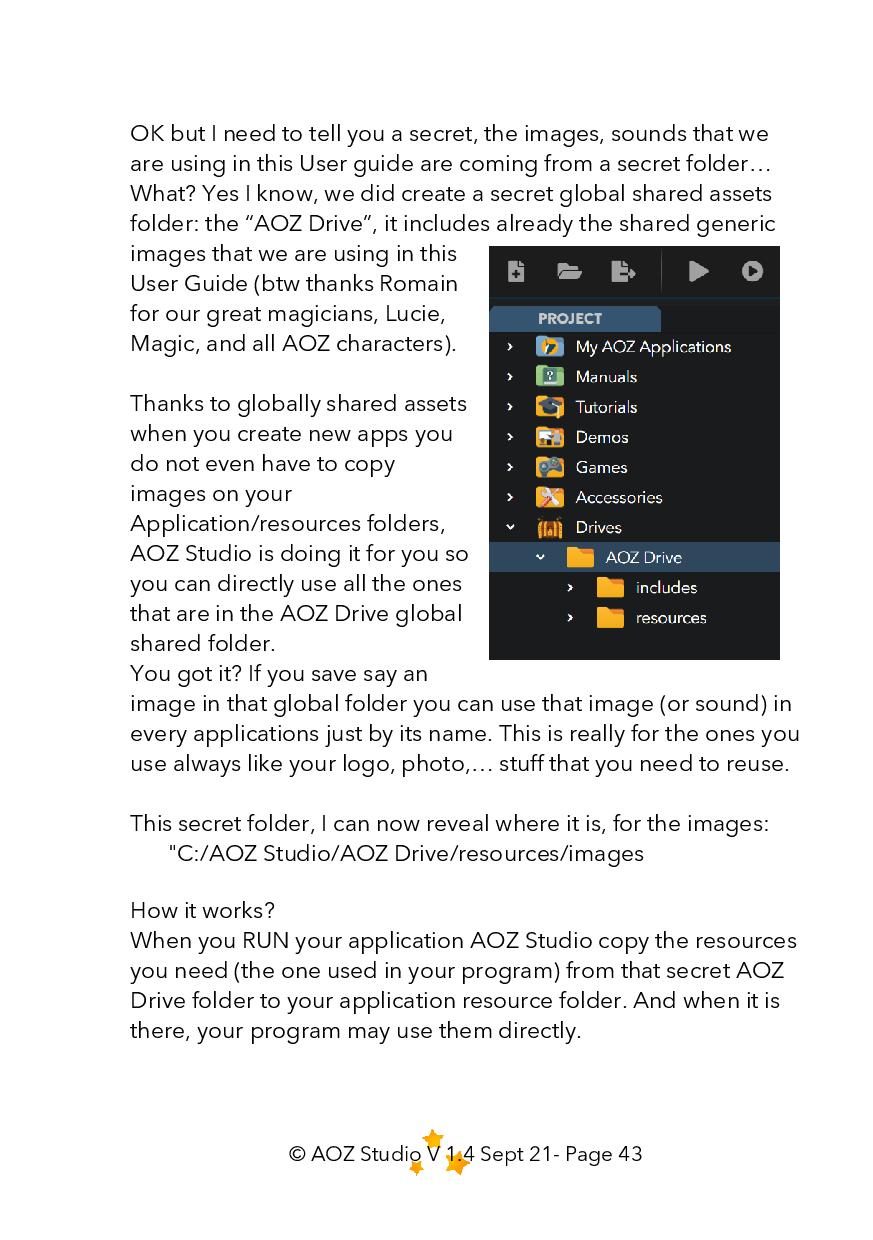 OK but I need to tell you a secret, the images, sounds that we
are using in this User guide are coming from a secret folder…
What? Yes I know, we did create a secret global shared assets
folder: the “AOZ Drive”, it includes already the shared generic
images that we are using in this
User Guide (btw thanks Romain
for our great magicians, Lucie,
Magic, and all AOZ characters).
Thanks to globally shared assets
when you create new apps you
do not even have to copy
images on your
Application/resources folders,
AOZ Studio is doing it for you so
you can directly use all the ones
that are in the AOZ Drive global
shared folder.
You got it? If you save say an
PROJECT
My AOZ Applications
Manuals
Tutorials
Demos
Games
Accessories
Drives
AOZ Drive
includes
resources
image in that global folder you can use that image (or sound) in
every applications just by its name. This is really for the ones you
use always like your logo, photo,… stuff that you need to reuse.
This secret folder, I can now reveal where it is, for the images:
"C:/AOZ Studio/AOZ Drive/resources/images
How it works?
When you RUN your application AOZ Studio copy the resources
you need (the one used in your program) from that secret AOZ
Drive folder to your application resource folder. And when it is
there, your program may use them directly.
© AOZ Studio V 1.4 Sept 21- Page 43